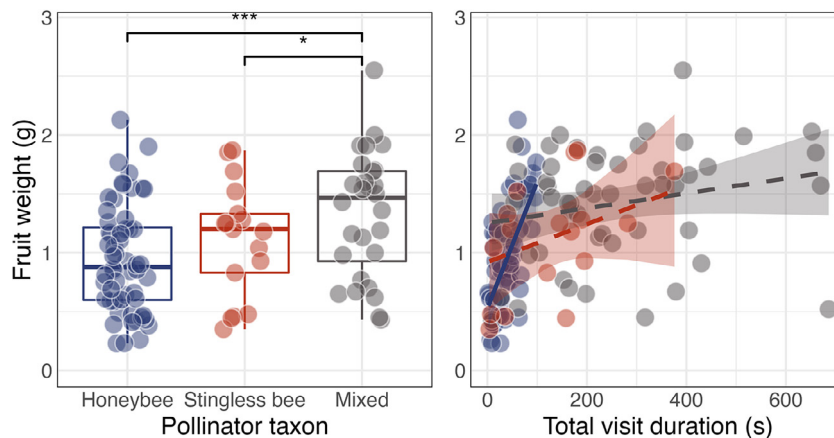 ***
*
3
2
1
0
Fruit weight (g)
Honeybee Stingless bee Mixed
Pollinator taxon
3
2
1
0
0 200 400 600
Total visit duration (s)